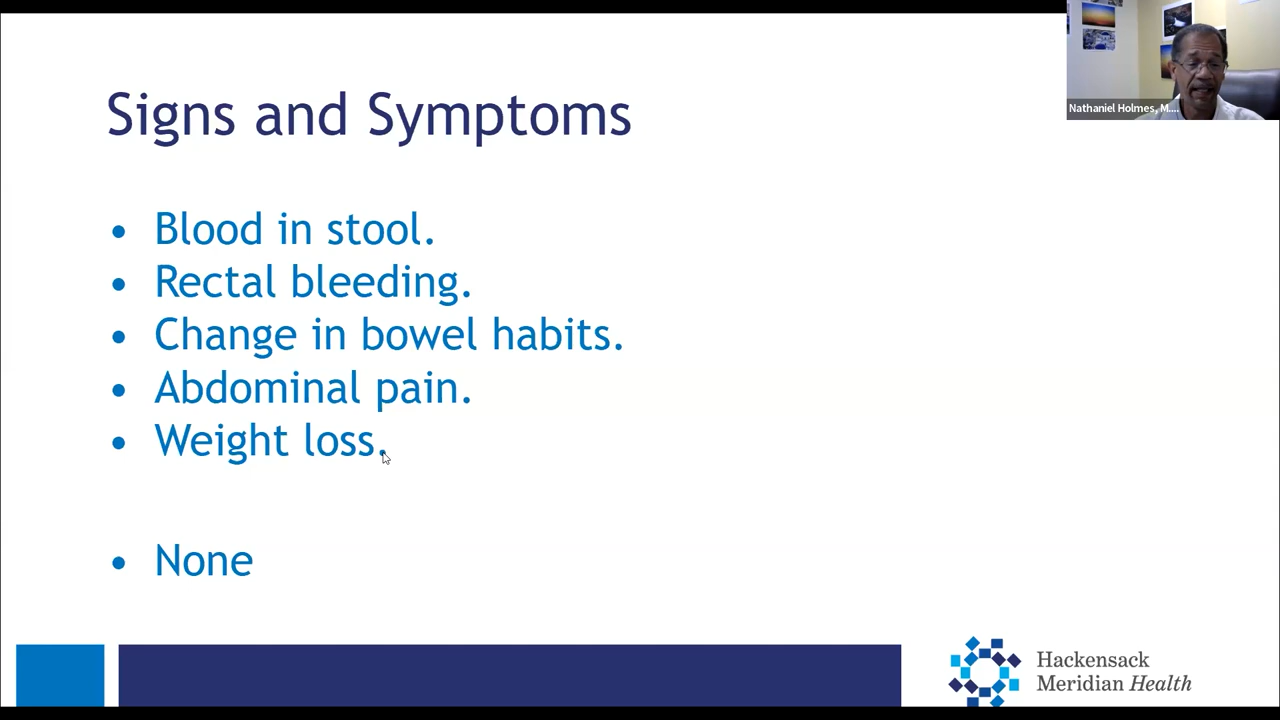 Signs and Symptoms
Nathaniel Holmes, M....
• Blood in stool.
• Rectal bleeding.
• Change in bowel habits.
• Abdominal pain.
• Weight loss.
• None
Hackensack
Meridian Health